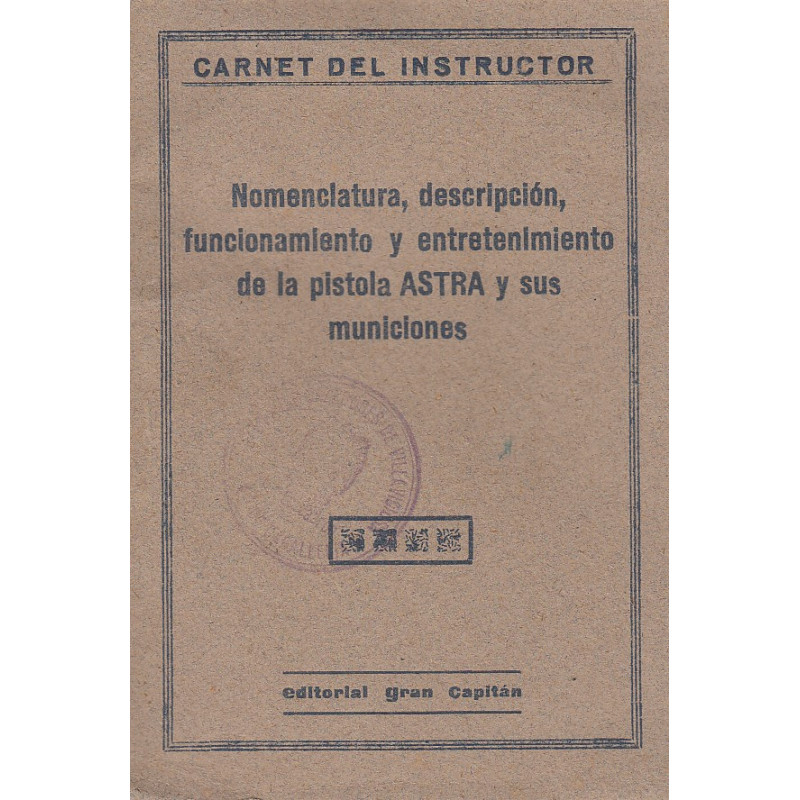 CARNET DEL INSTRUCTOR
Nomenclatura, descripción,
funcionamiento y entretenimiento
de la pistola ASTRA y sus
municiones
editorial gran capitán